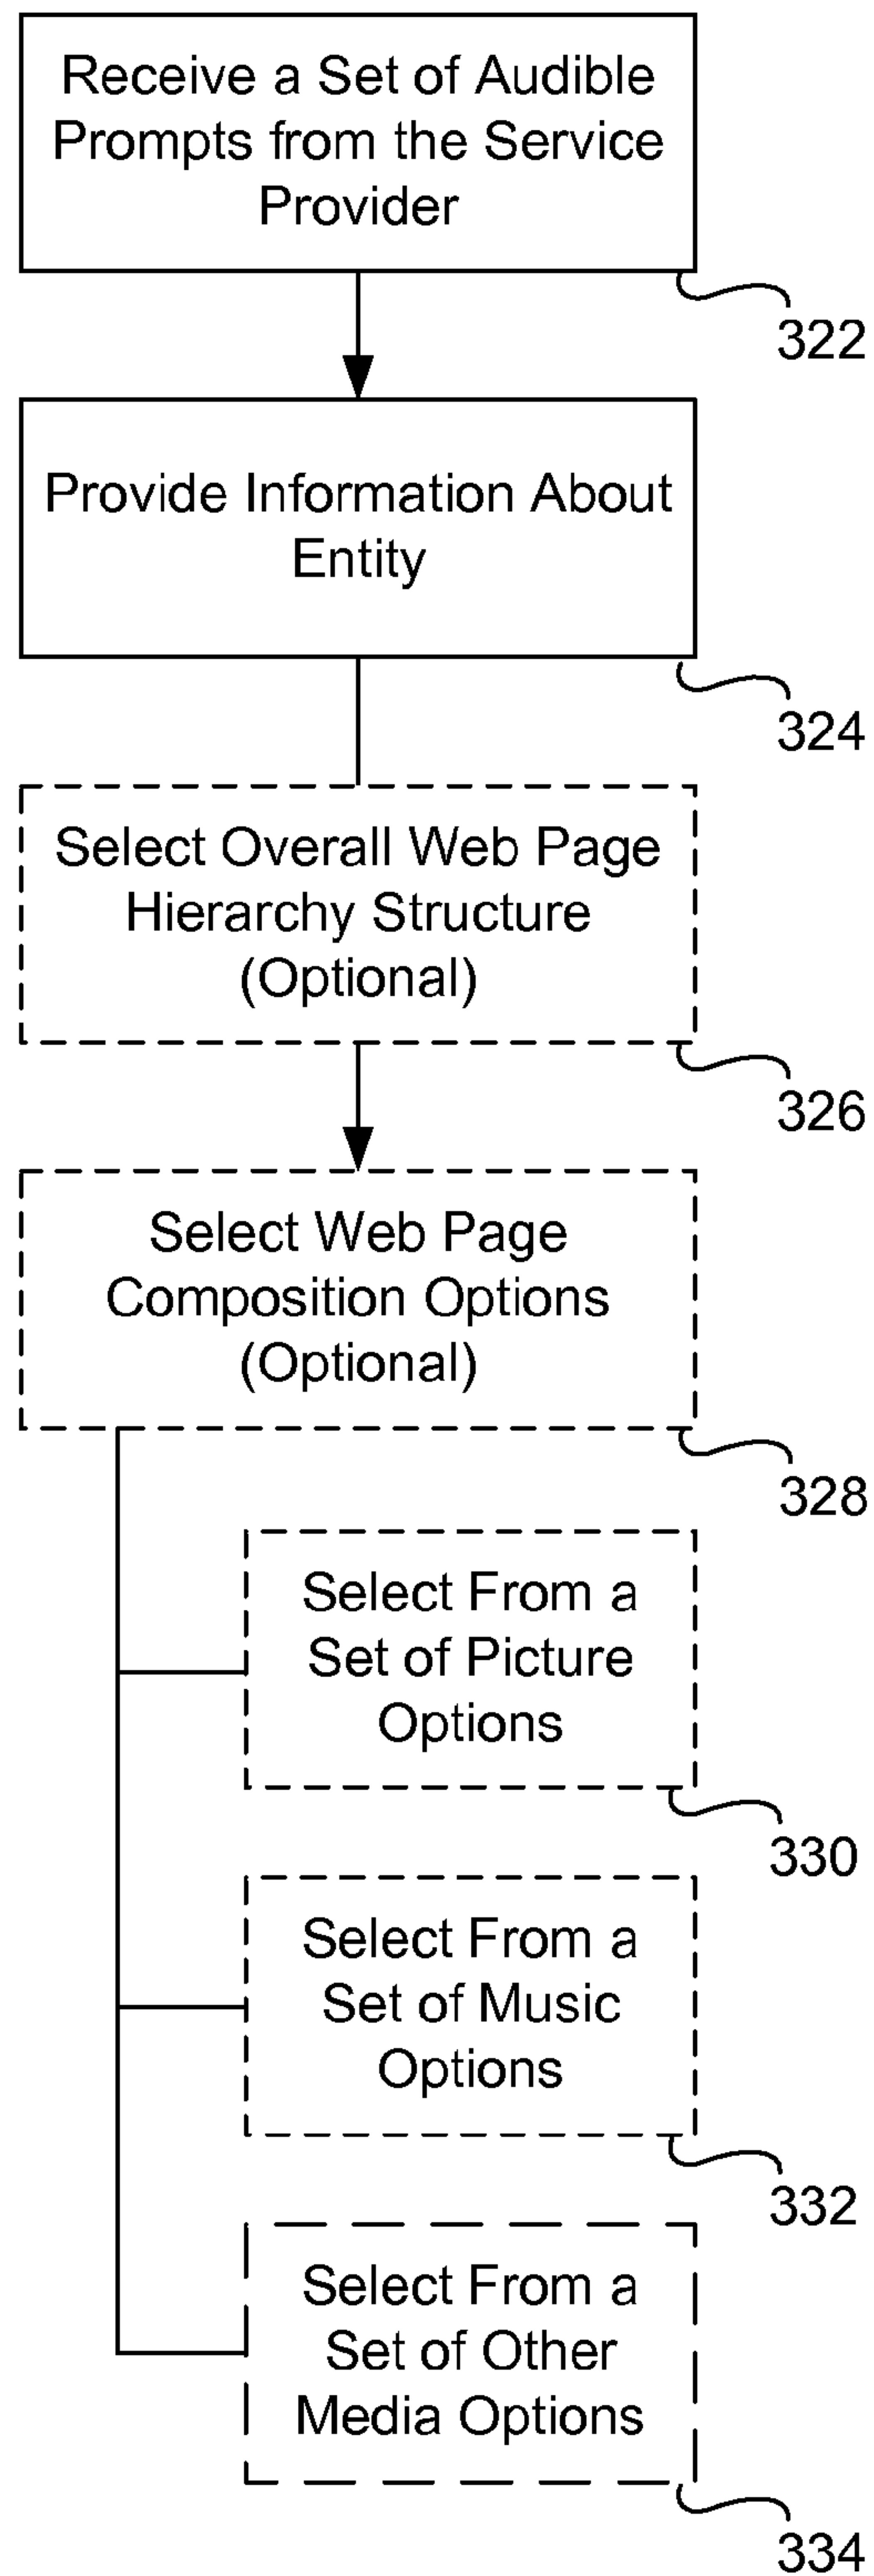 Receive a Set of Audible
Prompts from the Service
Provider
322
Provide Information About
Entity
324
Select Overall Web Page
Hierarchy Structure
(Optional)
326
Select Web Page
Composition Options
(Optional)
328
Select From a
Set of Picture
Options
330
Select From a
Set of Music
Options
332
Select From a
Set of Other
Media Options
334